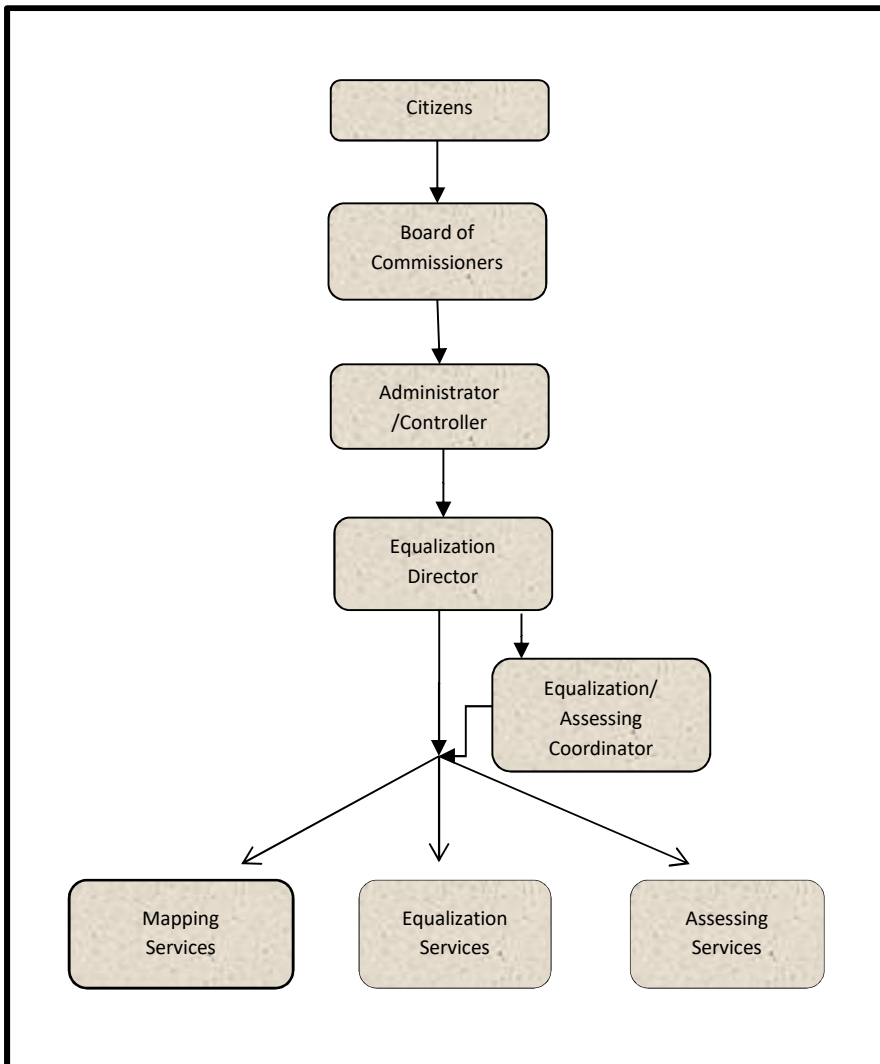 Citizens
Board of
Commissioners
Administrator
/Controller
Equalization
Director
Equalization/
Assessing
Coordinator
Mapping
Services
Equalization
Services
Assessing
Services